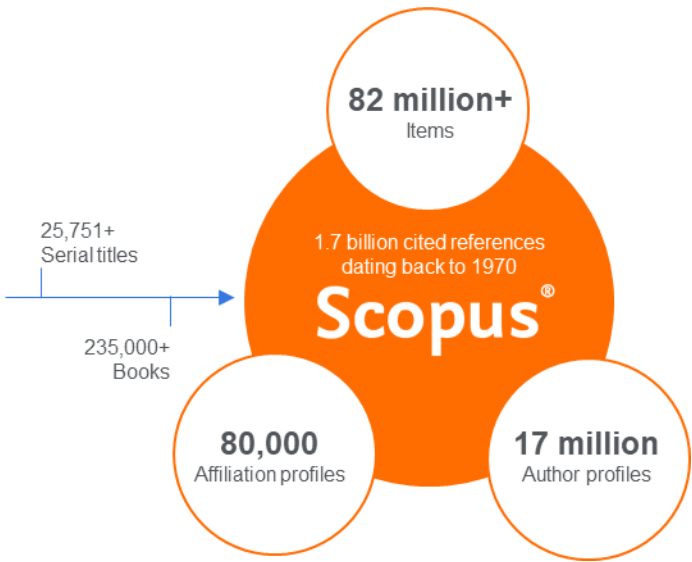 82 million+
Items
25,751+
Serial titles
1.7 billion cited references
dating back to 1970
Scopus®
235,000+
Books
80,000
Affiliation profiles
17 million
Author profiles